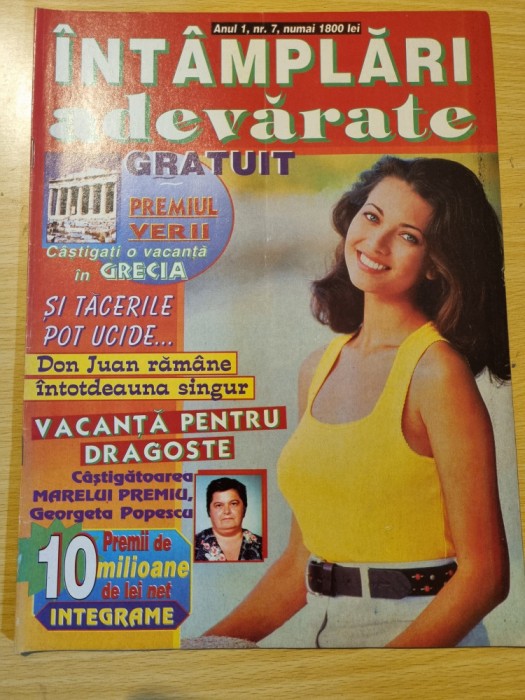 Anul 1, nr. 7, numai 1800 lei
ÎNTÂMPLĂRI
adevărate
GRATUIT
PREMIUL
VERII
Câştigaţi o vacanţă
în GRECIA
ŞI TĂCERILE
POT UCIDE...
Don Juan rămâne
întotdeauna singur
VACANŢĂ PENTRU
DRAGOSTE
Câştigătoarea
MARELUI PREMIU,
Georgeta Popescu
10 Premii de
milioane
de lei net
INTEGRAME